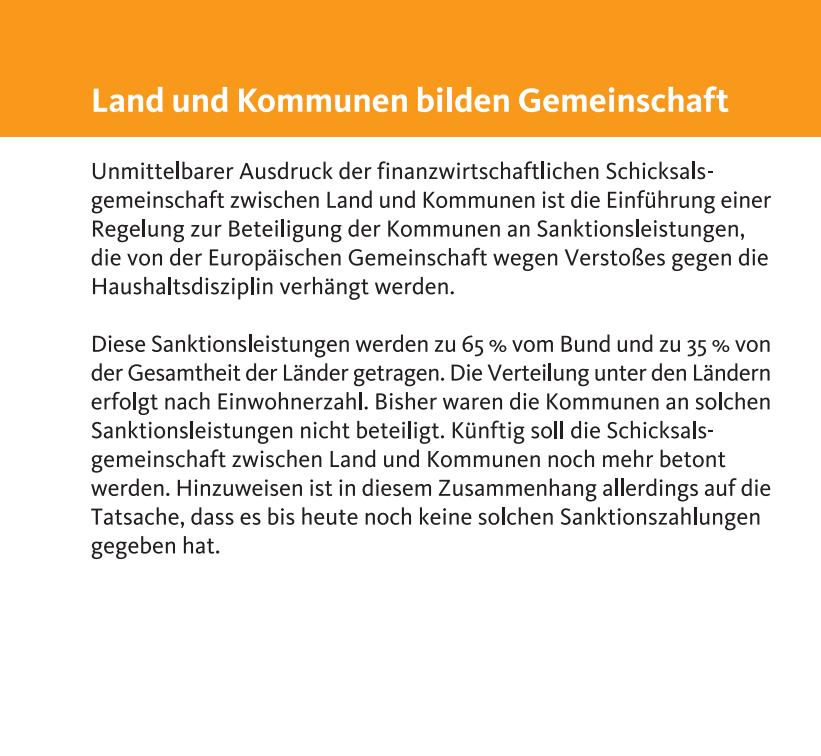 Land und Kommunen bilden Gemeinschaft
Unmittelbarer Ausdruck der finanzwirtschaftlichen Schicksals-
gemeinschaft zwischen Land und Kommunen ist die Einführung einer
Regelung zur Beteiligung der Kommunen an Sanktionsleistungen,
die von der Europäischen Gemeinschaft wegen Verstoßes gegen die
Haushaltsdisziplin verhängt werden.
Diese Sanktionsleistungen werden zu 65 % vom Bund und zu 35 % von
der Gesamtheit der Länder getragen. Die Verteilung unter den Ländern
erfolgt nach Einwohnerzahl. Bisher waren die Kommunen an solchen
Sanktionsleistungen nicht beteiligt. Künftig soll die Schicksals-
gemeinschaft zwischen Land und Kommunen noch mehr betont
werden. Hinzuweisen ist in diesem Zusammenhang allerdings auf die
Tatsache, dass es bis heute noch keine solchen Sanktionszahlungen
gegeben hat.